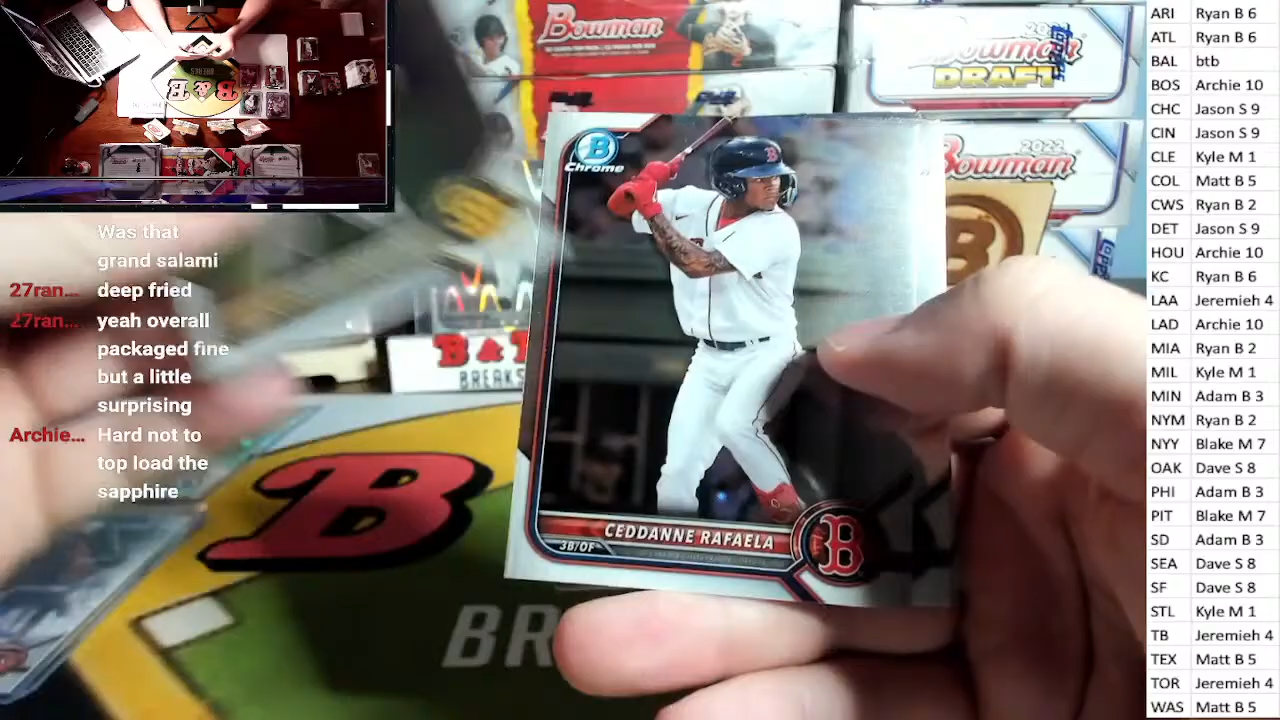 Was that
grand salami
27ran... deep fried
27ran... yeah overall
packaged fine
but a little
surprising
Archie... Hard not to
top load the
sapphire
Bowman
Bowman
DRAFT
2022
Bowman
B
Chrome
B
CEDDANNE RAFAELA
3B/OF
B
B &
BREAKS
B
BR
B & B
ARI Ryan B 6
ATL Ryan B 6
BAL btb
BOS Archie 10
CHC Jason S 9
CIN Jason S 9
CLE Kyle M 1
COL Matt B 5
CWS Ryan B 2
DET Jason S 9
HOU Archie 10
KC Ryan B 6
LAA Jeremieh 4
LAD Archie 10
MIA Ryan B 2
MIL Kyle M 1
MIN Adam B 3
NYM Ryan B 2
NYY Blake M 7
OAK Dave S 8
PHI Adam B 3
PIT Blake M 7
SD Adam B 3
SEA Dave S 8
SF Dave S 8
STL Kyle M 1
TB Jeremieh 4
TEX Matt B 5
TOR Jeremieh 4
WAS Matt B 5